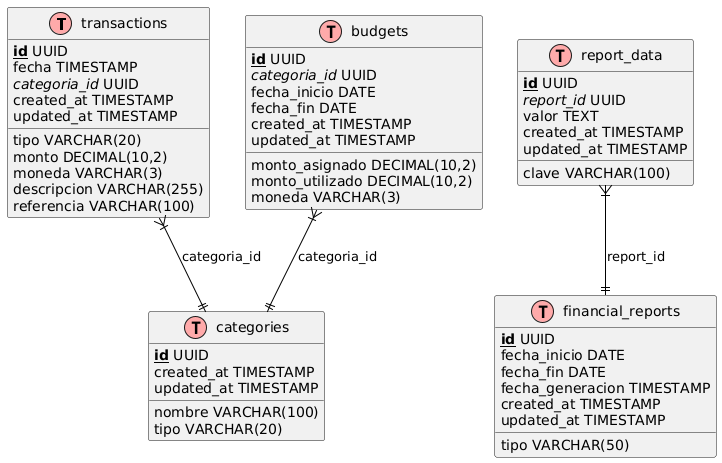 T transactions
id UUID
fecha TIMESTAMP
categoria_id UUID
created_at TIMESTAMP
updated_at TIMESTAMP
tipo VARCHAR(20)
monto DECIMAL(10,2)
moneda VARCHAR(3)
descripcion VARCHAR(255)
referencia VARCHAR(100)
T budgets
id UUID
categoria_id UUID
fecha_inicio DATE
fecha_fin DATE
created_at TIMESTAMP
updated_at TIMESTAMP
monto_asignado DECIMAL(10,2)
monto_utilizado DECIMAL(10,2)
moneda VARCHAR(3)
T report_data
id UUID
report_id UUID
valor TEXT
created_at TIMESTAMP
updated_at TIMESTAMP
clave VARCHAR(100)
categoria_id
categoria_id
report_id
T categories
id UUID
created_at TIMESTAMP
updated_at TIMESTAMP
nombre VARCHAR(100)
tipo VARCHAR(20)
T financial_reports
id UUID
fecha_inicio DATE
fecha_fin DATE
fecha_generacion TIMESTAMP
created_at TIMESTAMP
updated_at TIMESTAMP
tipo VARCHAR(50)